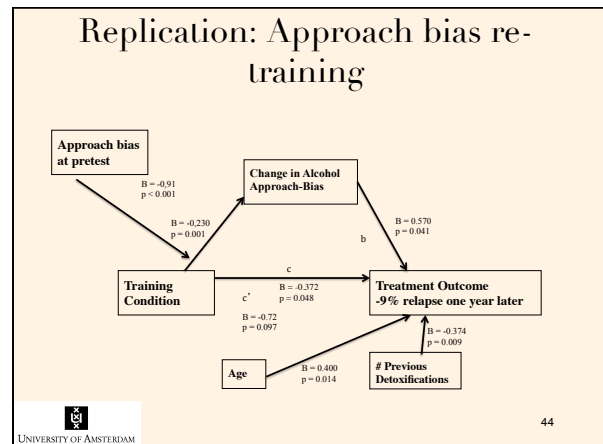 Replication: Approach bias re-
training
Approach bias
at pretest
B = -0,91
p < 0.001
Change in Alcohol
Approach-Bias
B = -0,230
p = 0.001
B = 0.570
p = 0.041
b
c
Training
Condition
c'
B = -0.372
p = 0.048
Treatment Outcome
-9% relapse one year later
B = -0.72
p = 0.097
B = -0.374
p = 0.009
Age
B = 0.400
p = 0.014
# Previous
Detoxifications
44
UNIVERSITY OF AMSTERDAM